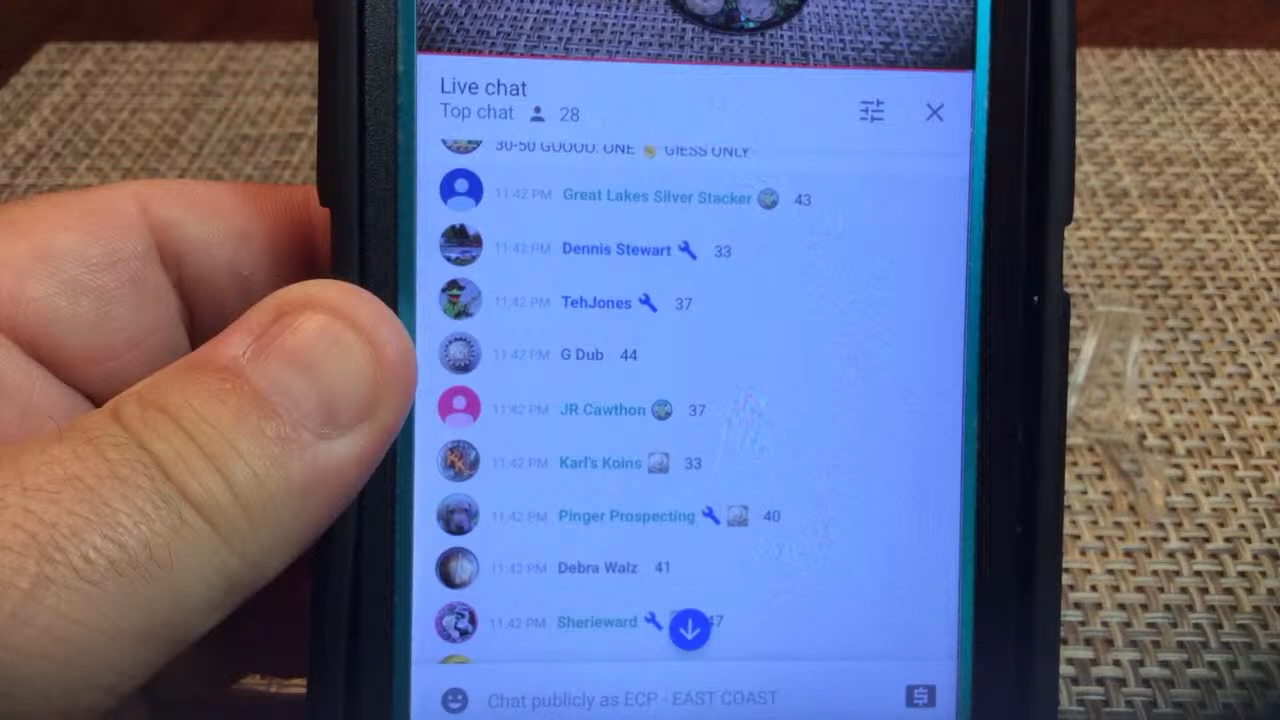 Live chat
Top chat 28
30-50 GOOOO. ONE GIESS ONLY
11:42 PM Great Lakes Silver Stacker 43
11:42 PM Dennis Stewart 33
11:42 PM TehJones 37
11:42 PM G Dub 44
11:42 PM JR Cawthon 37
11:42 PM Karl's Koins 33
11:42 PM Pinger Prospecting 40
11:42 PM Debra Walz 41
11:42 PM Sherieward 47
Chat publicly as ECP - EAST COAST